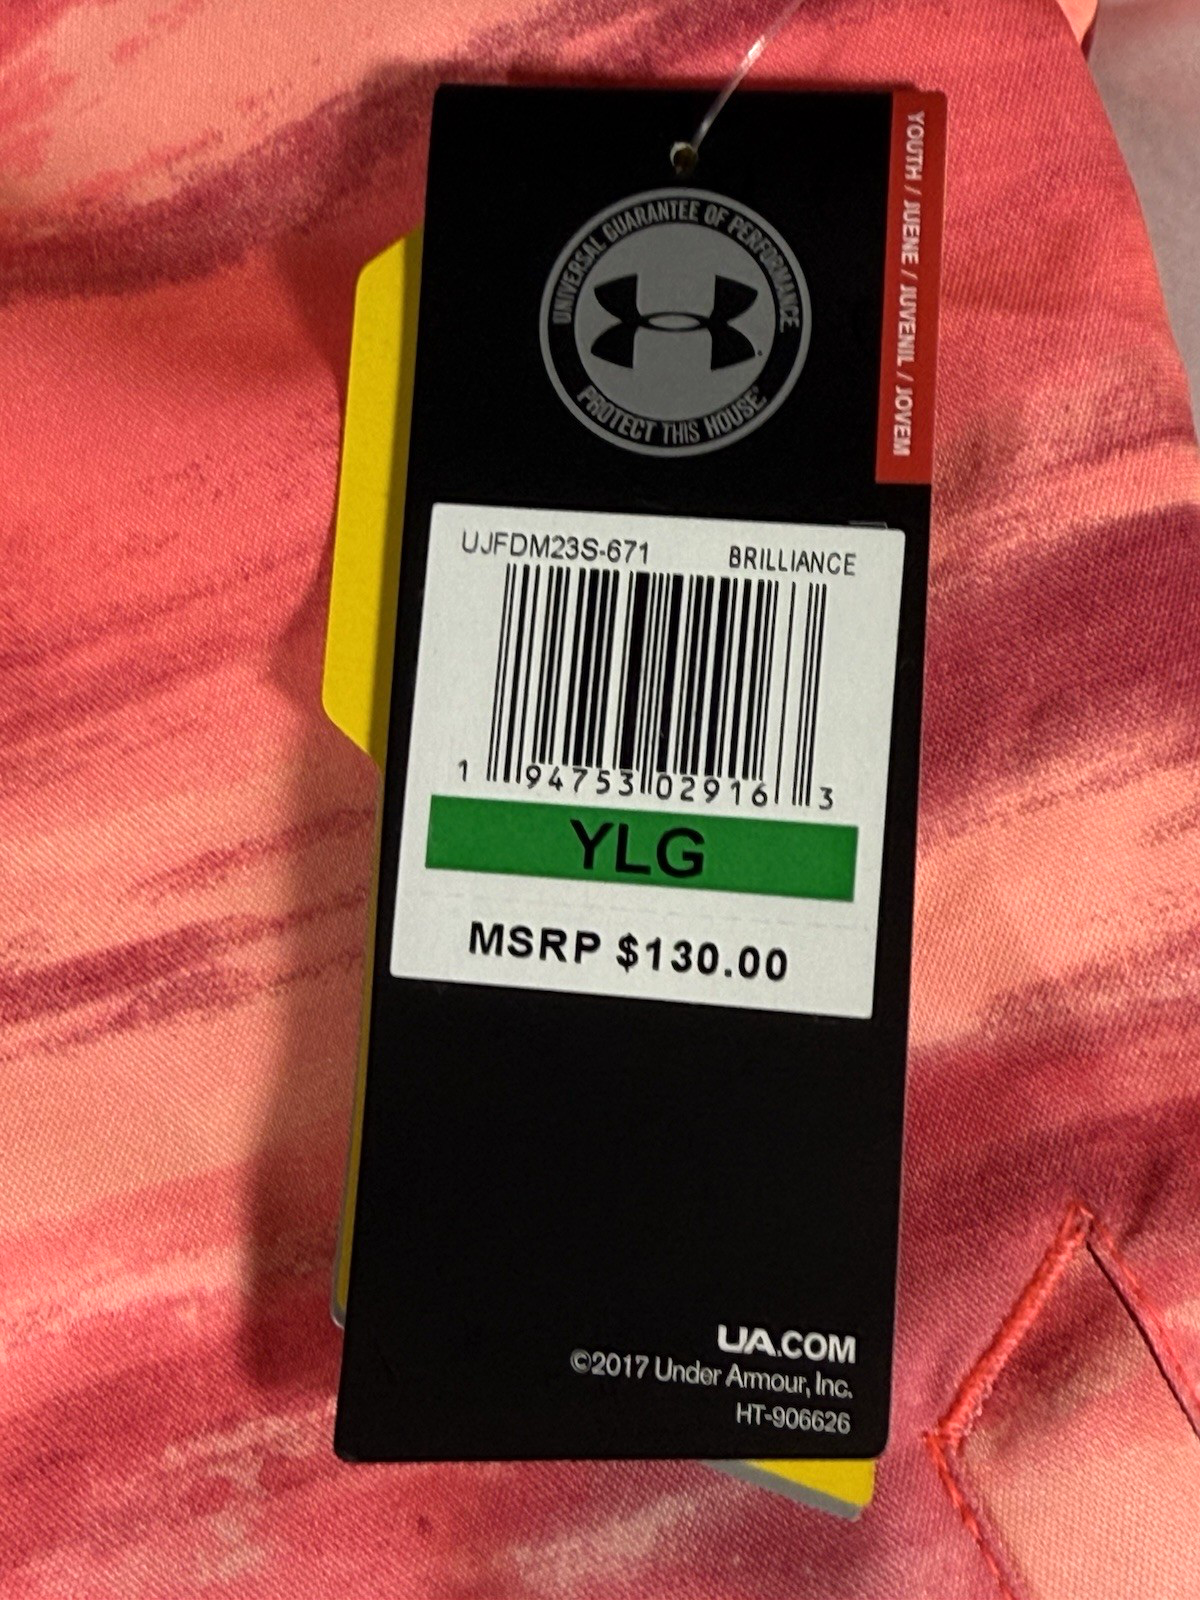 UNIVERSAL GUARANTEE OF PERFORMANCE
PROTECT THIS HOUSE®
YOUTH / JUENE / JUVENIL / JOVEM
UJFDM23S-671 BRILLIANCE
1 94753 02916 3
YLG
MSRP $130.00
UA.COM
©2017 Under Armour, Inc.
HT-906626